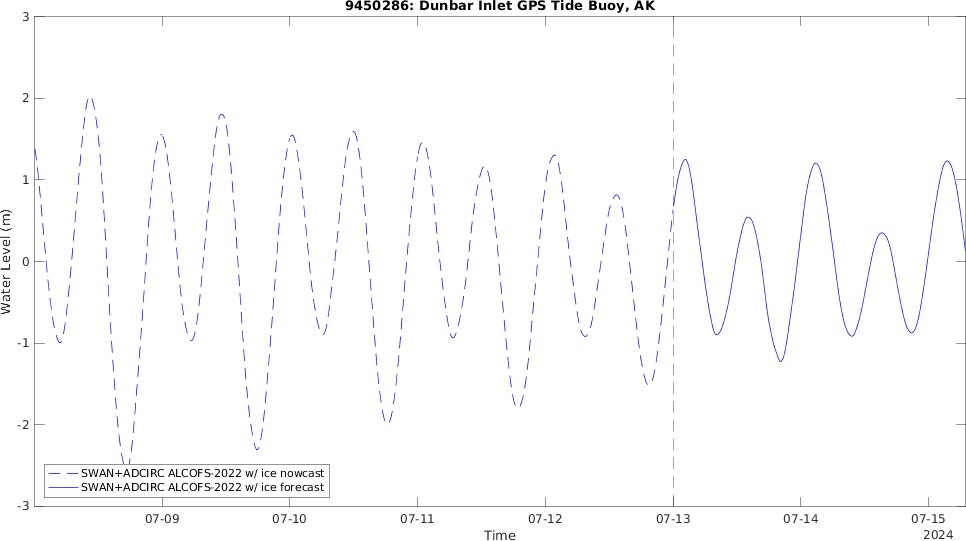 9450286: Dunbar Inlet GPS Tide Buoy, AK
3
2
1
0
-1
-2
-3
Water Level (m)
SWAN+ADCIRC ALCOFS-2022 w/ ice nowcast
SWAN+ADCIRC ALCOFS-2022 w/ ice forecast
07-09 07-10 07-11 07-12 07-13 07-14 07-15
Time
2024